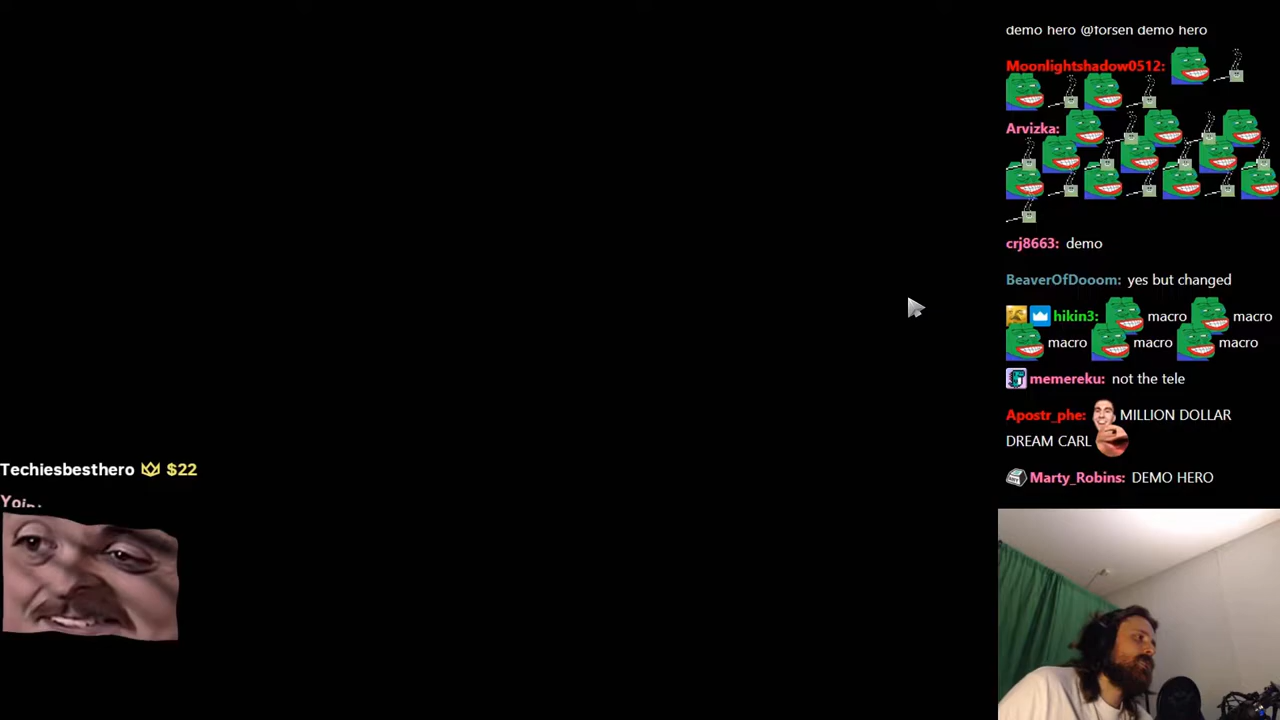 demo hero @forsen demo hero
Moonlightshadow0512:
Arvizka:
crj8663: demo
BeaverOfDooom: yes but changed
hikin3: macro macro
macro macro macro
memereku: not the tele
Apostr_phe: MILLION DOLLAR
DREAM CARL
Marty_Robins: DEMO HERO
Techiesbesthero $22